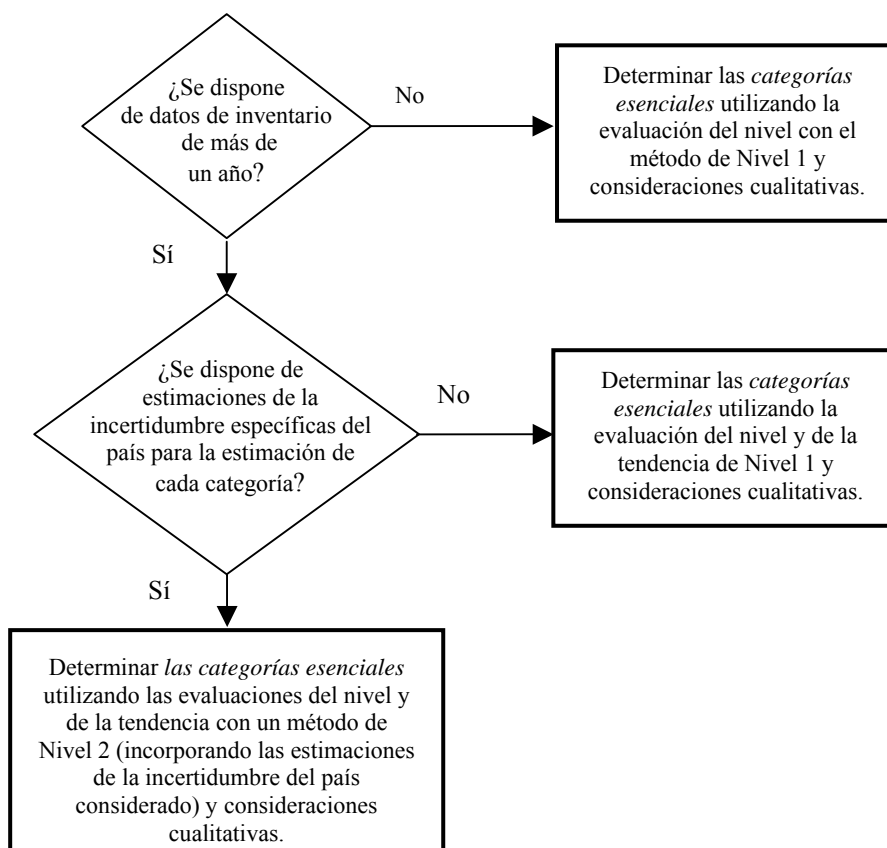 ¿Se dispone
de datos de inventario
de más de
un año?
No
Determinar las categorías
esenciales utilizando la
evaluación del nivel con el
método de Nivel 1 y
consideraciones cualitativas.
Sí
¿Se dispone de
estimaciones de la
incertidumbre específicas del
país para la estimación de
cada categoría?
No
Determinar las categorías
esenciales utilizando la
evaluación del nivel y de la
tendencia de Nivel 1 y
consideraciones cualitativas.
Sí
Determinar las categorías esenciales
utilizando las evaluaciones del nivel y
de la tendencia con un método de
Nivel 2 (incorporando las estimaciones
de la incertidumbre del país
considerado) y consideraciones
cualitativas.